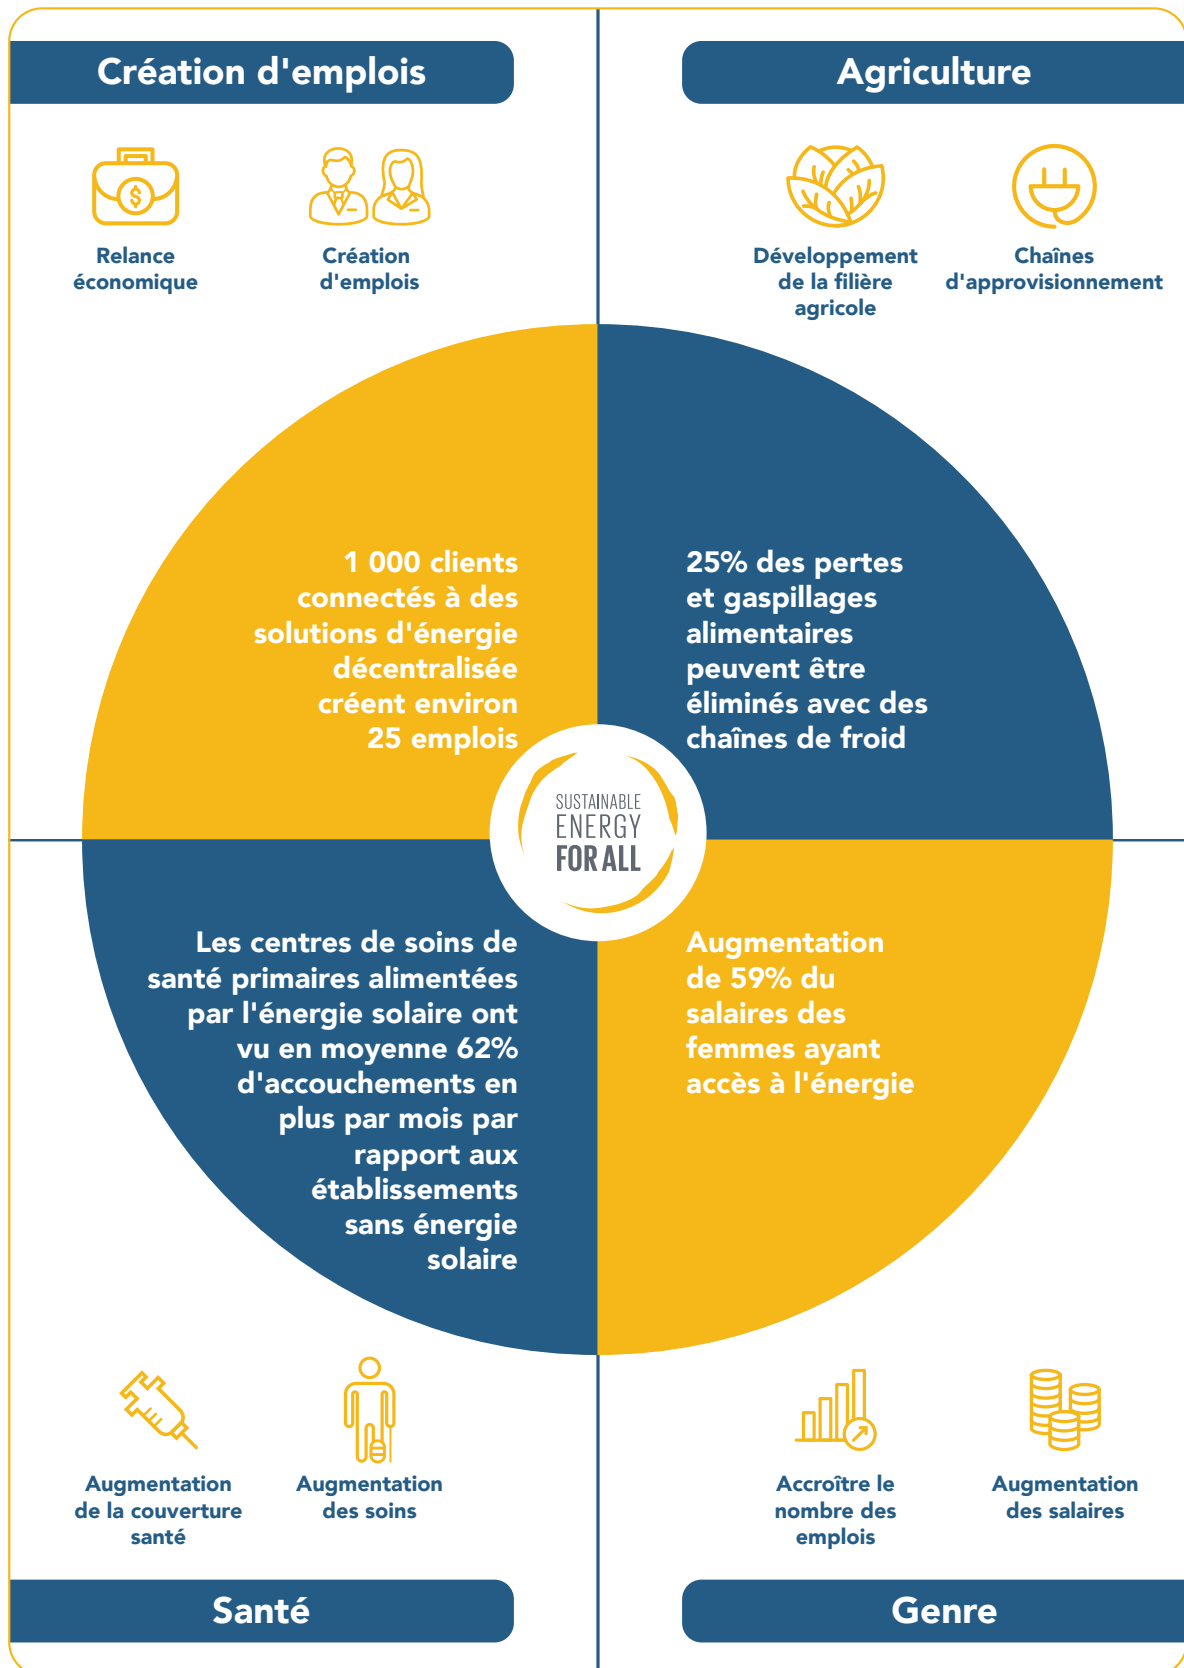 Création d'emplois
Relance
économique
Création
d'emplois
1 000 clients
connectés à des
solutions d'énergie
décentralisée
créent environ
25 emplois
Agriculture
Développement
de la filière
agricole
Chaînes
d'approvisionnement
25% des pertes
et gaspillages
alimentaires
peuvent être
éliminés avec des
chaînes de froid
SUSTAINABLE
ENERGY
FOR ALL
Les centres de soins de
santé primaires alimentées
par l'énergie solaire ont
vu en moyenne 62%
d'accouchements en
plus par mois par
rapport aux
établissements
sans énergie
solaire
Augmentation
de la couverture
santé
Augmentation
des soins
Santé
Augmentation
de 59% du
salaires des
femmes ayant
accès à l'énergie
Accroître le
nombre des
emplois
Augmentation
des salaires
Genre